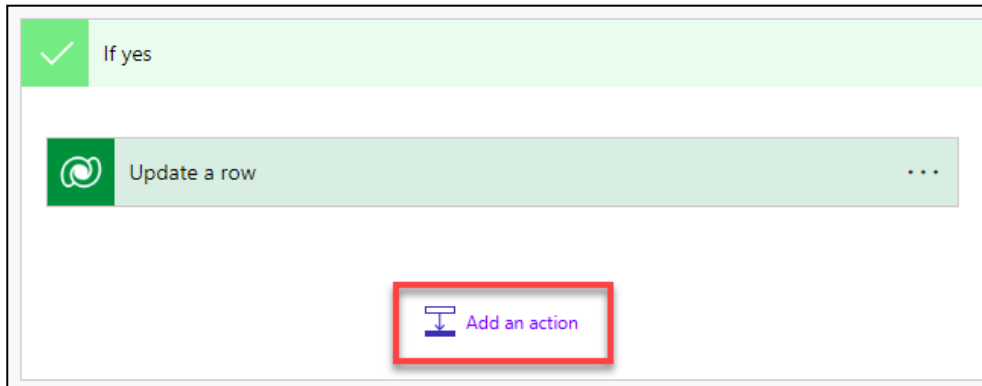 If yes
Update a row
Add an action